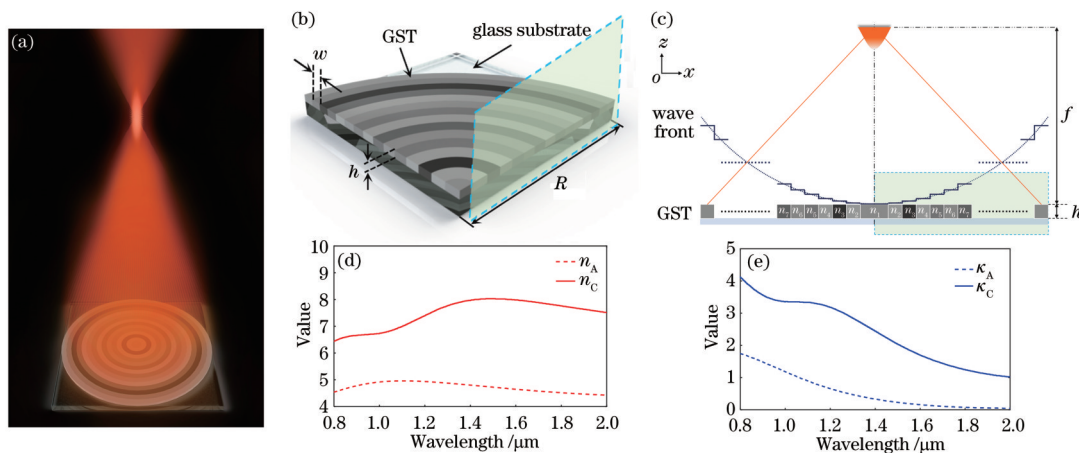 (a)
(b)
GST
glass substrate
w
h
R
(c)
z
o
x
wave
front
f
GST
n₁
h
(d)
n_A
n_C
10
9
8
7
6
5
4
Value
0.8 1.0 1.2 1.4 1.6 1.8 2.0
Wavelength /μm
(e)
κ_A
κ_C
5
4
3
2
1
0
Value
0.8 1.0 1.2 1.4 1.6 1.8 2.0
Wavelength /μm